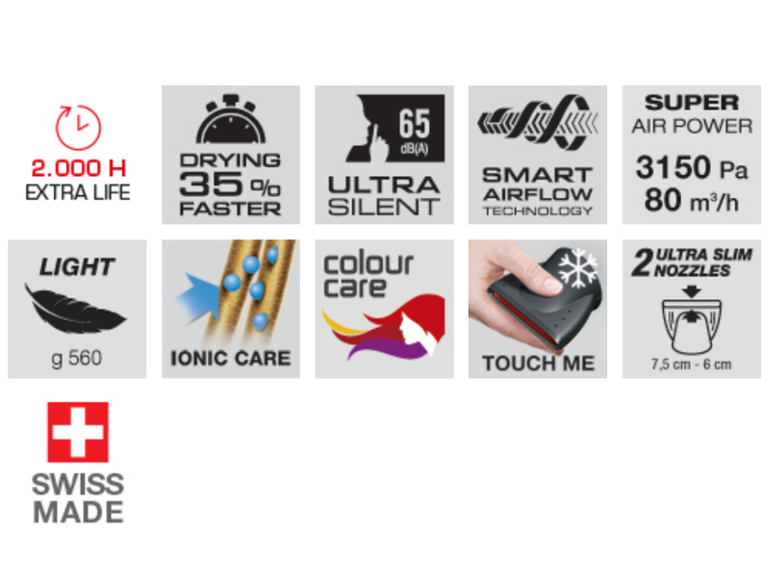 2.000 H
EXTRA LIFE
DRYING
35 %
FASTER
65
dB(A)
ULTRA
SILENT
SMART
AIRFLOW
TECHNOLOGY
SUPER
AIR POWER
3150 Pa
80 m³/h
LIGHT
g 560
IONIC CARE
colour
care
TOUCH ME
2 ULTRA SLIM
NOZZLES
7,5 cm - 6 cm
SWISS
MADE